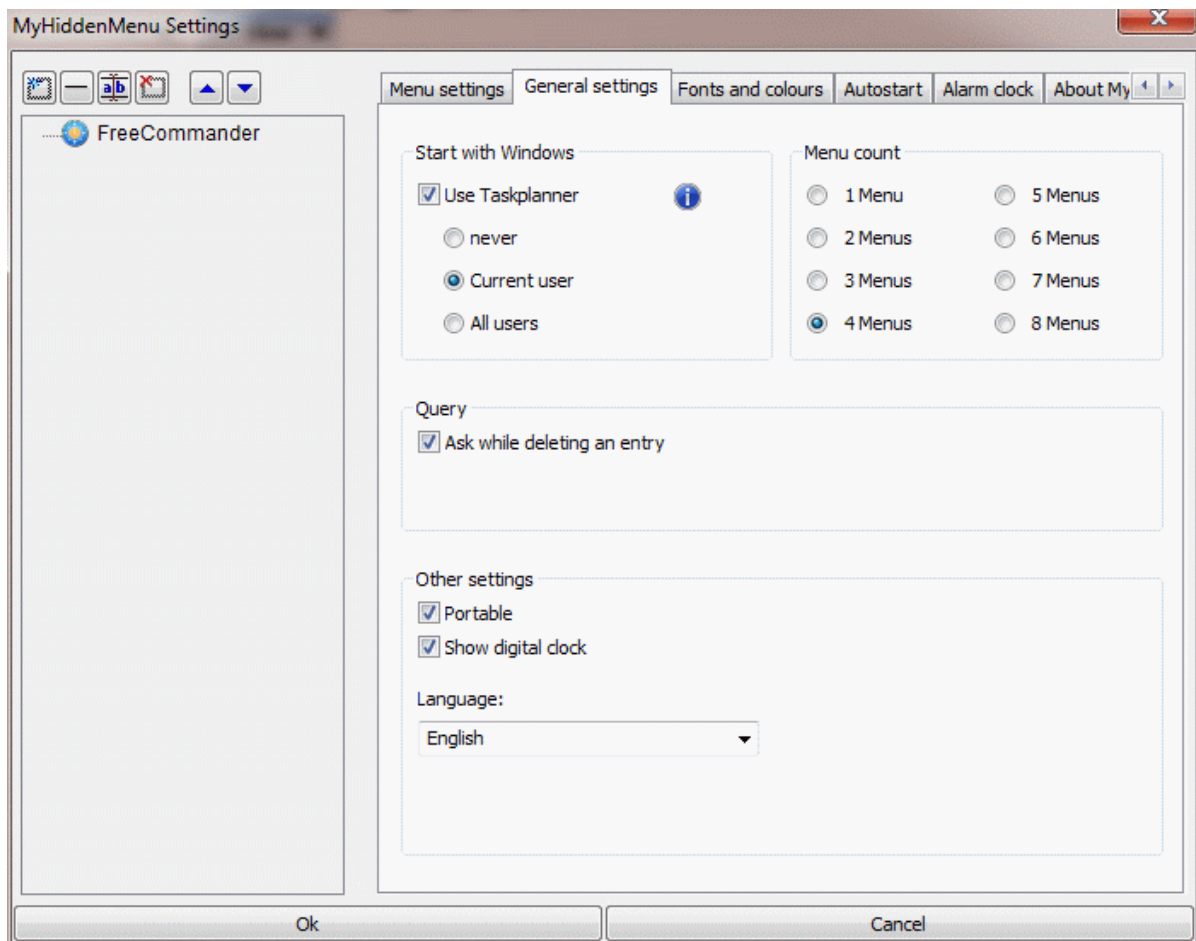 MyHiddenMenu Settings
a b
Menu settings
General settings
Fonts and colours
Autostart
Alarm clock
About My
FreeCommander
Start with Windows
Use Taskplanner
never
Current user
All users
Menu count
1 Menu
2 Menus
3 Menus
4 Menus
5 Menus
6 Menus
7 Menus
8 Menus
Query
Ask while deleting an entry
Other settings
Portable
Show digital clock
Language:
English
Ok
Cancel